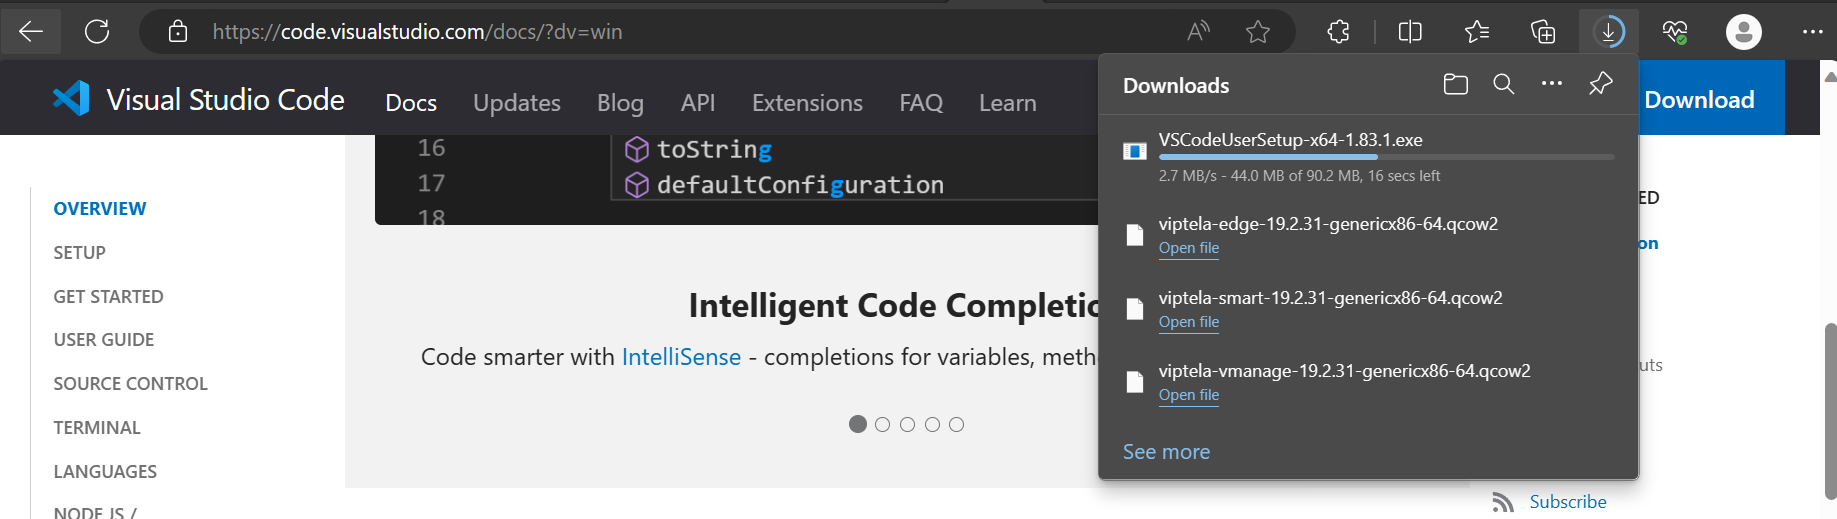 https://code.visualstudio.com/docs/?dv=win
Visual Studio Code
Docs
Updates
Blog
API
Extensions
FAQ
Learn
Download
Downloads
VSCodeUserSetup-x64-1.83.1.exe
2.7 MB/s - 44.0 MB of 90.2 MB, 16 secs left
viptela-edge-19.2.31-genericx86-64.qcow2
Open file
viptela-smart-19.2.31-genericx86-64.qcow2
Open file
viptela-vmanage-19.2.31-genericx86-64.qcow2
Open file
See more
OVERVIEW
SETUP
GET STARTED
USER GUIDE
SOURCE CONTROL
TERMINAL
LANGUAGES
NODE.JS /
16 toString
17 defaultConfiguration
18
Intelligent Code Completio
Code smarter with IntelliSense - completions for variables, meth
ED
on
uts
Subscribe